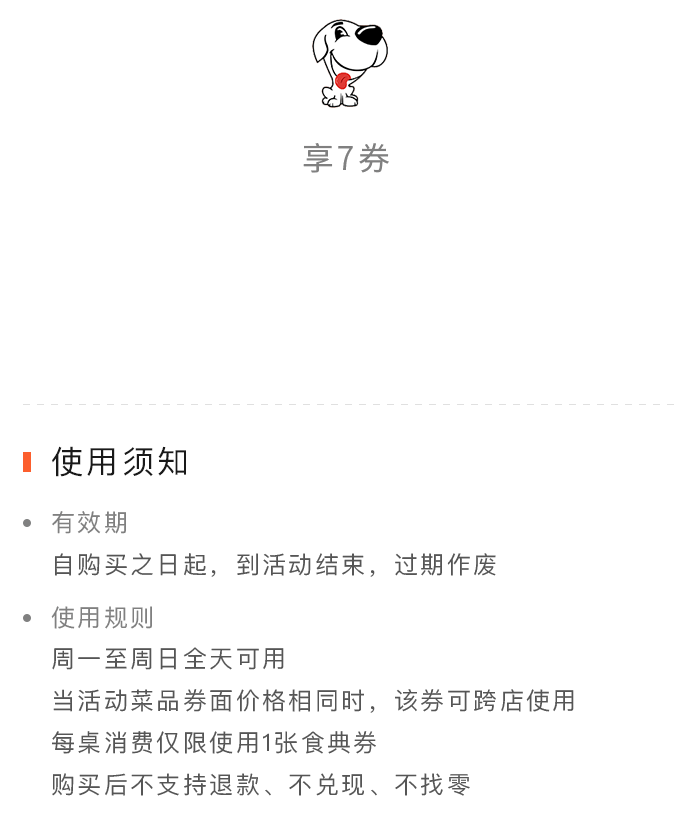 享7券
使用须知
有效期
自购买之日起，到活动结束，过期作废
使用规则
周一至周日全天可用
当活动菜品券面价格相同时，该券可跨店使用
每桌消费仅限使用1张食典券
购买后不支持退款、不兑现、不找零